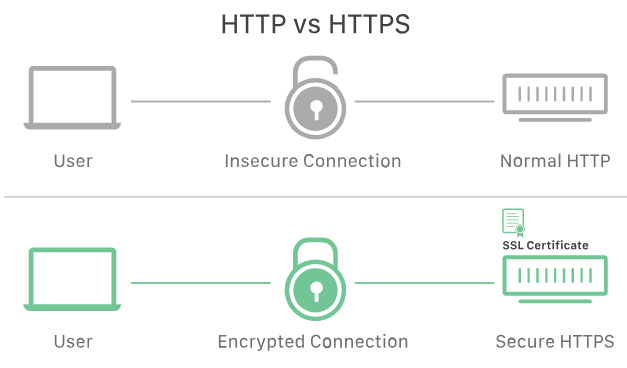 HTTP vs HTTPS
User
Insecure Connection
Normal HTTP
SSL Certificate
User
Encrypted Connection
Secure HTTPS